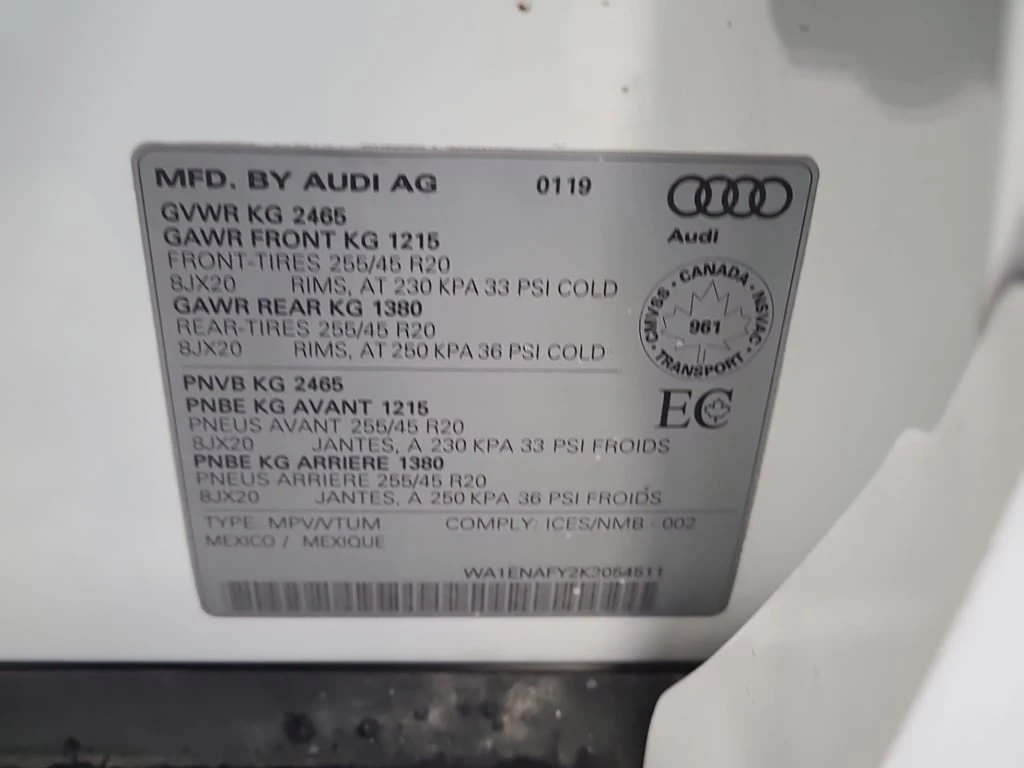 MFD. BY AUDI AG 0119
GVWR KG 2465
Audi
GAWR FRONT KG 1215
FRONT-TIRES 255/45 R20
8JX20 RIMS, AT 230 KPA 33 PSI COLD
GAWR REAR KG 1380
REAR-TIRES 255/45 R20
8JX20 RIMS, AT 250 KPA 36 PSI COLD
CMVSS · CANADA · NSVAC · TRANSPORT ·
961
PNVB KG 2465
PNBE KG AVANT 1215
PNEUS AVANT 255/45 R20
8JX20 JANTES, A 230 KPA 33 PSI FROIDS
PNBE KG ARRIERE 1380
PNEUS ARRIERE 255/45 R20
8JX20 JANTES, A 250 KPA 36 PSI FROIDS
EC
TYPE MPV/VTUM COMPLY: ICES/NMB - 002
MEXICO / MEXIQUE
WA1ENAFY2K2054511